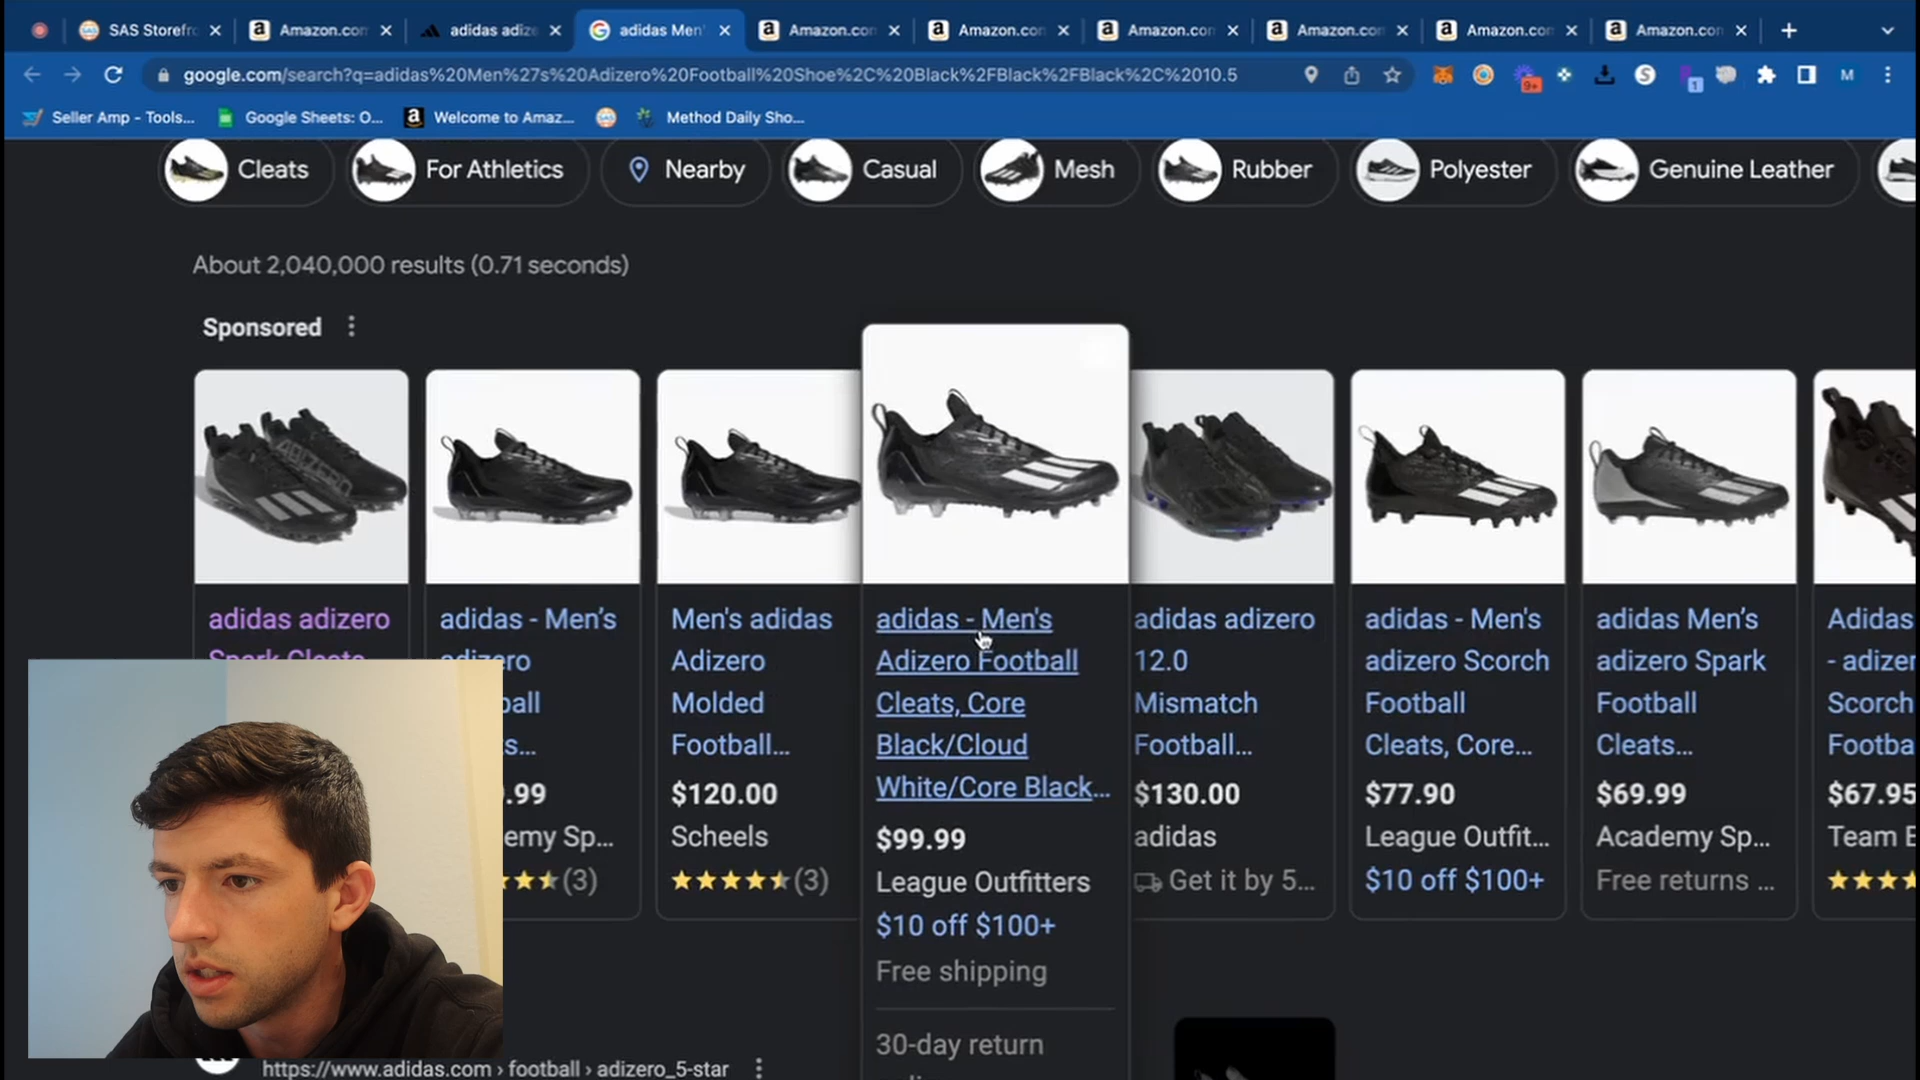 SAS Storefr
Amazon.con
adidas adize
adidas Men'
Amazon.con
Amazon.con
Amazon.con
Amazon.con
Amazon.con
Amazon.con
google.com/search?q=adidas%20Men%27s%20Adizero%20Football%20Shoe%2C%20Black%2FBlack%2FBlack%2C%2010.5
9+
S
1
M
Seller Amp - Tools...
Google Sheets: O...
Welcome to Amaz...
Method Daily Sho...
Cleats
For Athletics
Nearby
Casual
Mesh
Rubber
Polyester
Genuine Leather
About 2,040,000 results (0.71 seconds)
Sponsored
adidas adizero
Spark Cleats
adidas - Men's
adizero
ball
s...
.99
emy Sp...
(3)
Men's adidas
Adizero
Molded
Football...
$120.00
Scheels
(3)
adidas - Men's
Adizero Football
Cleats, Core
Black/Cloud
White/Core Black...
$99.99
League Outfitters
$10 off $100+
Free shipping
30-day return
adidas adizero
12.0
Mismatch
Football...
$130.00
adidas
Get it by 5...
adidas - Men's
adizero Scorch
Football
Cleats, Core...
$77.90
League Outfit...
$10 off $100+
adidas Men's
adizero Spark
Football
Cleats...
$69.99
Academy Sp...
Free returns ...
Adidas
- adizer
Scorch
Footba
$67.95
Team E
https://www.adidas.com › football › adizero_5-star